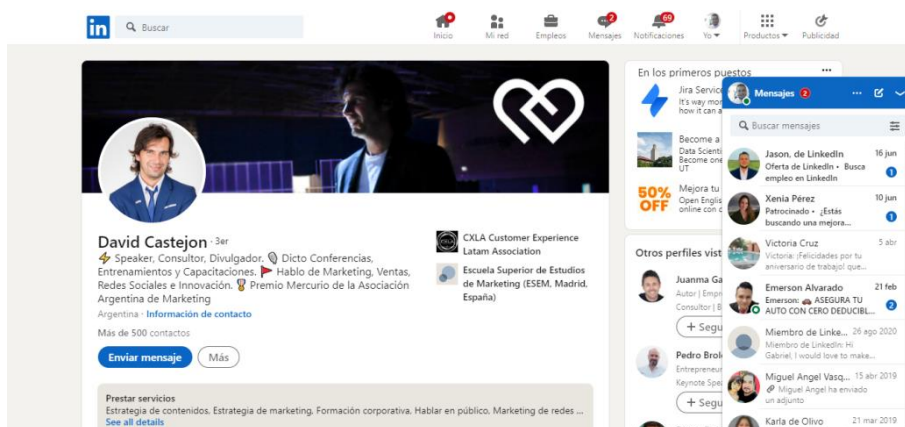 in
Buscar
Inicio
Mi red
Empleos
2
Mensajes
69
Notificaciones
Yo
Productos
Publicidad
CXLA
David Castejon · 3er
Speaker, Consultor, Divulgador. Dicto Conferencias,
Entrenamientos y Capacitaciones. Hablo de Marketing, Ventas,
Redes Sociales e Innovación. Premio Mercurio de la Asociación
Argentina de Marketing
Argentina · Información de contacto
Más de 500 contactos
Enviar mensaje
Más
CXLA Customer Experience
Latam Association
Escuela Superior de Estudios
de Marketing (ESEM, Madrid,
España)
Prestar servicios
Estrategia de contenidos, Estrategia de marketing, Formación corporativa, Hablar en público, Marketing de redes ...
See all details
En los primeros puestos
Jira Service
It's way mor
how it can a
Become a
Data Scienti
Become one
UT
50%
OFF
Mejora tu
Open Englis
online con c
Otros perfiles vist
Juanma Ga
Autor | Empr
Consultor | B
+ Segu
Pedro Brok
Entrepreneur
Keynote Spea
+ Segu
Mensajes 2
Buscar mensajes
Jason, de LinkedIn 16 jun
Oferta de LinkedIn • Busca
empleo en LinkedIn
1
Xenia Pérez 10 jun
Patrocinado • ¿Estás
buscando una mejora...
1
Victoria Cruz 5 abr
Victoria: ¡Felicidades por tu
aniversario de trabajo! que...
Emerson Alvarado 21 feb
Emerson: ASEGURA TU
AUTO CON CERO DEDUCIBL...
2
Miembro de Linke... 26 ago 2020
Miembro de LinkedIn: Hi
Gabriel, I would love to make...
Miguel Angel Vasq... 15 abr 2019
Miguel Angel ha enviado
un adjunto
Karla de Olivo 21 mar 2019